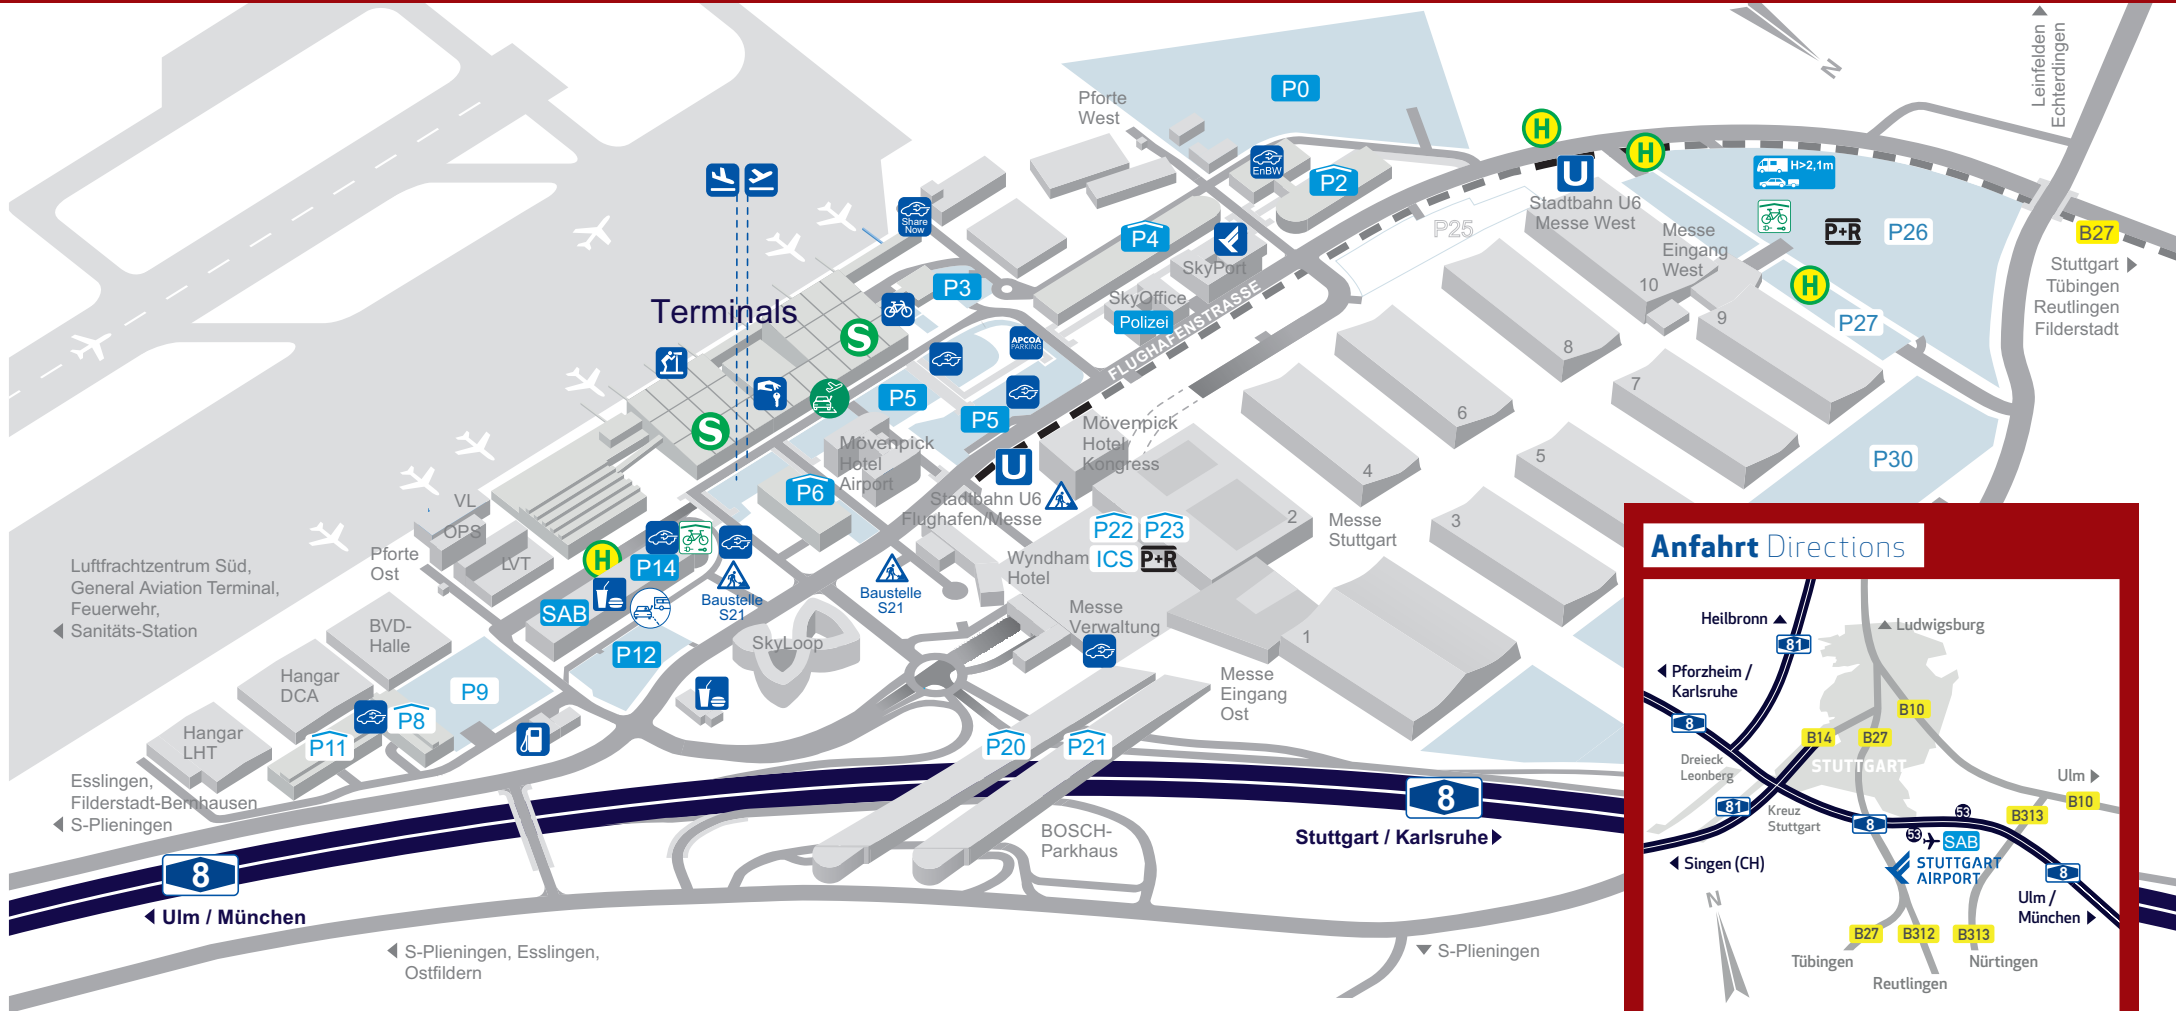 P0
Pforte
West
Leinfelden
Echterdingen
N
H
H
EnBW
P2
U
Stadtbahn U6
Messe West
H>2,1m
P+R
P26
B27
Stuttgart
Tübingen
Reutlingen
Filderstadt
Share
Now
P4
SkyPort
P25
Messe
Eingang
West
H
P27
Terminals
P3
SkyOffice
Polizei
FLUGHAFENSTRASSE
10
9
8
7
6
5
4
3
2
1
S
APCOA
PARKING
P5
P5
S
Mövenpick
Hotel
Airport
Mövenpick
Hotel
Kongress
P30
U
Stadtbahn U6
Flughafen/Messe
P6
VL
OPS
LVT
Pforte
Ost
H
P14
SAB
Baustelle
S21
Baustelle
S21
P22
P23
Wyndham
Hotel
ICS
P+R
Messe
Stuttgart
Messe
Verwaltung
Messe
Eingang
Ost
Luftfrachtzentrum Süd,
General Aviation Terminal,
Feuerwehr,
Sanitäts-Station
BVD-
Halle
Hangar
DCA
Hangar
LHT
P12
P9
P8
P11
SkyLoop
P20
P21
Esslingen,
Filderstadt-Bernhausen
S-Plieningen
8
Ulm / München
8
Stuttgart / Karlsruhe
BOSCH-
Parkhaus
S-Plieningen, Esslingen,
Ostfildern
S-Plieningen
Anfahrt Directions
Heilbronn
Ludwigsburg
81
Pforzheim /
Karlsruhe
8
B10
B14
B27
Dreieck
Leonberg
STUTTGART
Ulm
B10
81
Kreuz
Stuttgart
8
53
53
SAB
B313
Singen (CH)
STUTTGART
AIRPORT
8
Ulm /
München
N
B27
B312
B313
Tübingen
Reutlingen
Nürtingen